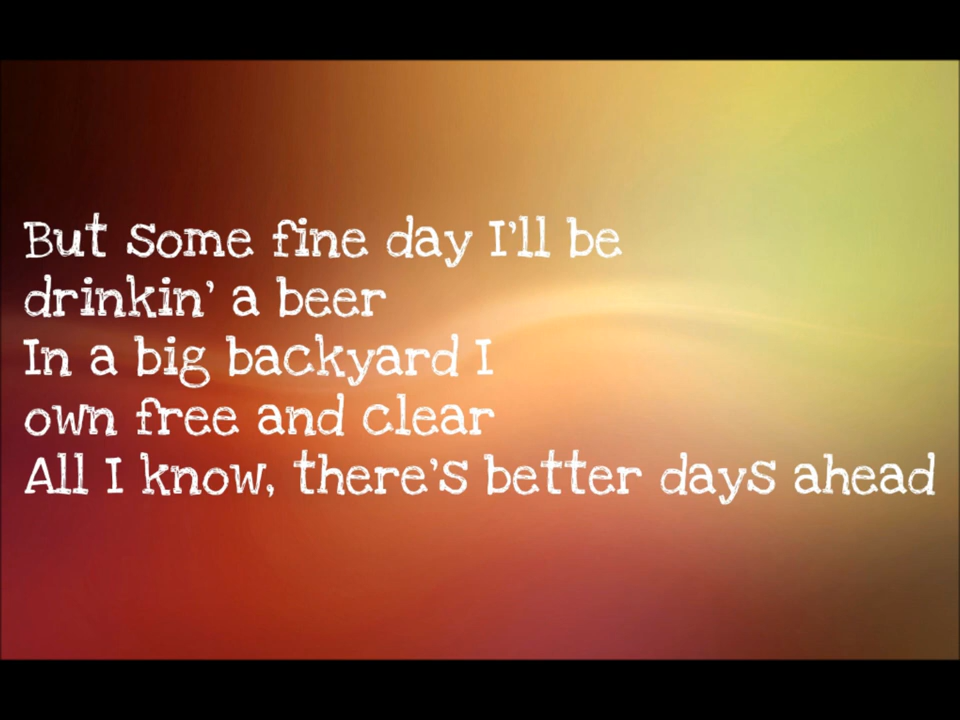 But some fine day I'll be
drinkin' a beer
In a big backyard I
own free and clear
All I know, there's better days ahead